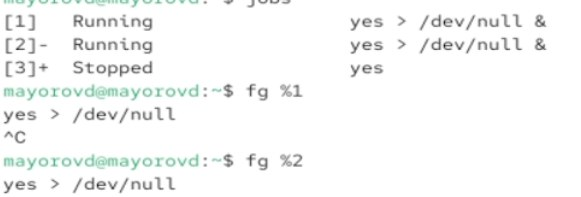 mayorovd@mayorovd:~$ jobs
[1]   Running                 yes > /dev/null &
[2]-  Running                 yes > /dev/null &
[3]+  Stopped                 yes
mayorovd@mayorovd:~$ fg %1
yes > /dev/null
^C
mayorovd@mayorovd:~$ fg %2
yes > /dev/null